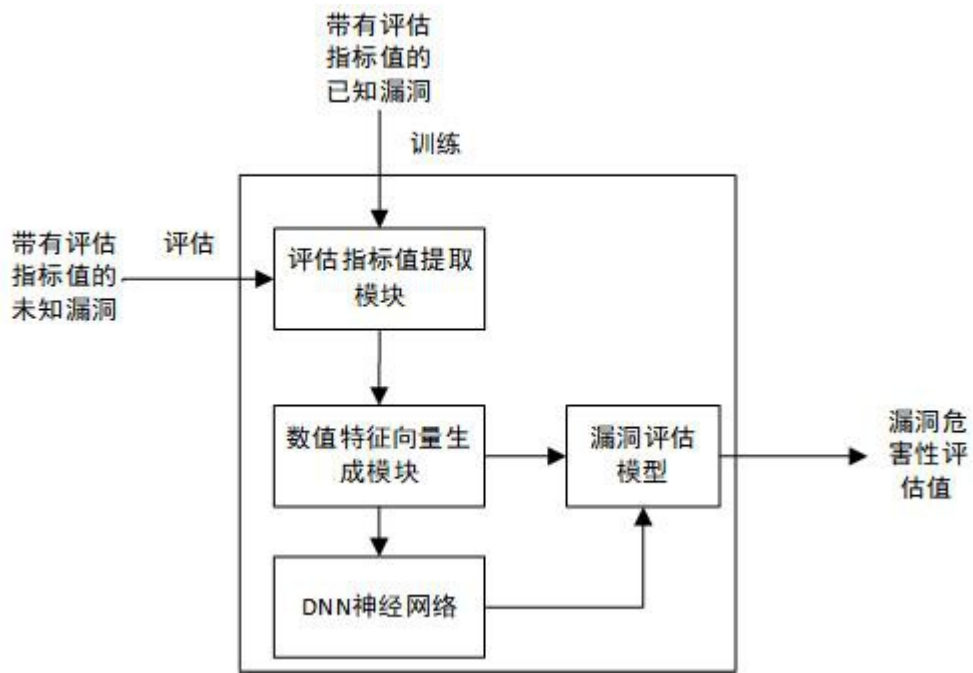 带有评估
指标值的
已知漏洞
训练
带有评估
指标值的
未知漏洞
评估
评估指标值提取
模块
数值特征向量生
成模块
漏洞评估
模型
漏洞危
害性评
估值
DNN神经网络